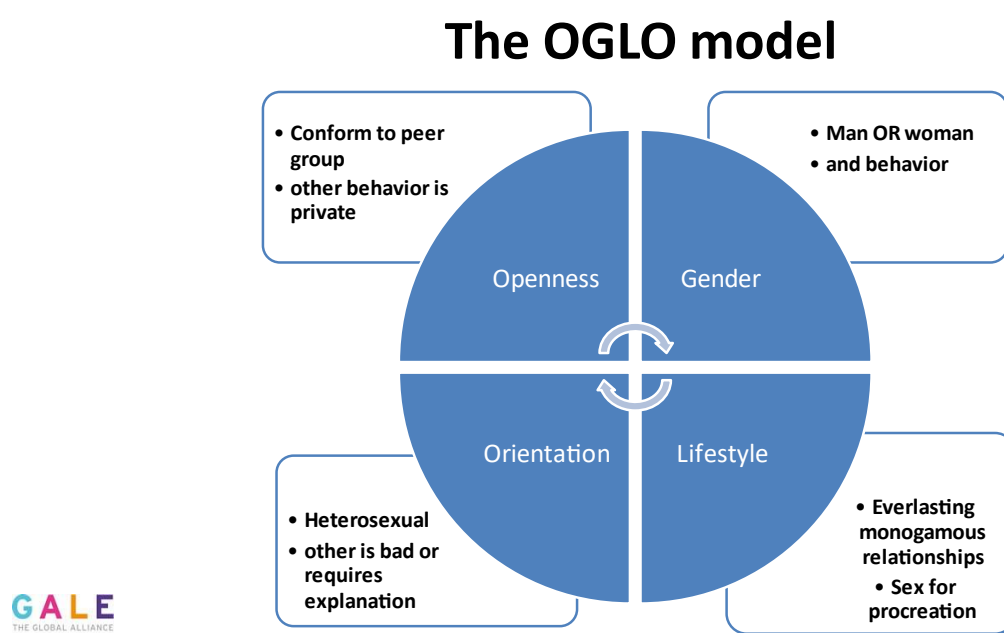 The OGLO model
• Conform to peer
group
• other behavior is
private
• Man OR woman
• and behavior
Openness
Gender
Orientation
Lifestyle
• Heterosexual
• other is bad or
requires
explanation
• Everlasting
monogamous
relationships
• Sex for
procreation
GALE
THE GLOBAL ALLIANCE